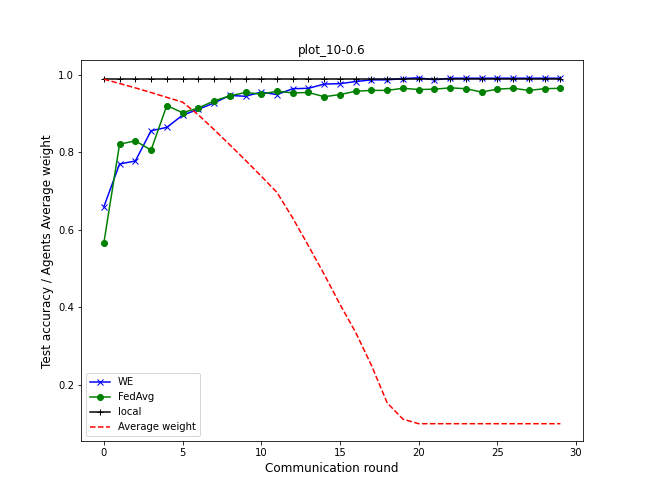 plot_10-0.6
Test accuracy / Agents Average weight
1.0
0.8
0.6
0.4
0.2
WE
FedAvg
local
Average weight
0
5
10
15
20
25
30
Communication round